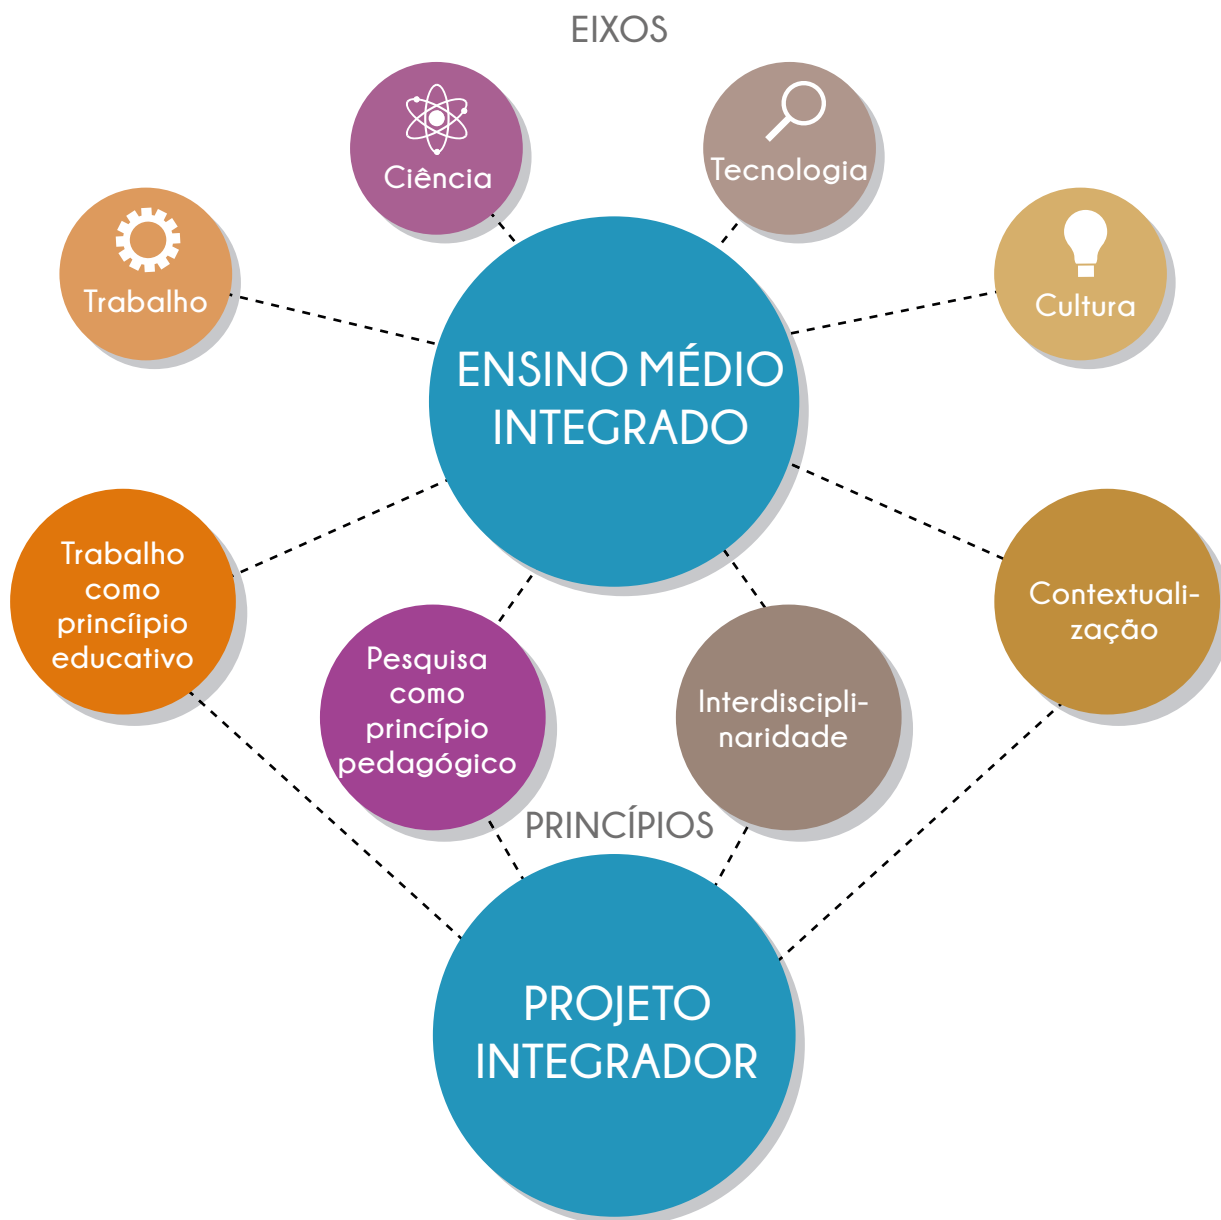 EIXOS
Ciência
Tecnologia
Trabalho
Cultura
ENSINO MÉDIO
INTEGRADO
Trabalho
como
princíipio
educativo
Pesquisa
como
princípio
pedagógico
Interdiscipli-
naridade
Contextuali-
zação
PRINCÍPIOS
PROJETO
INTEGRADOR